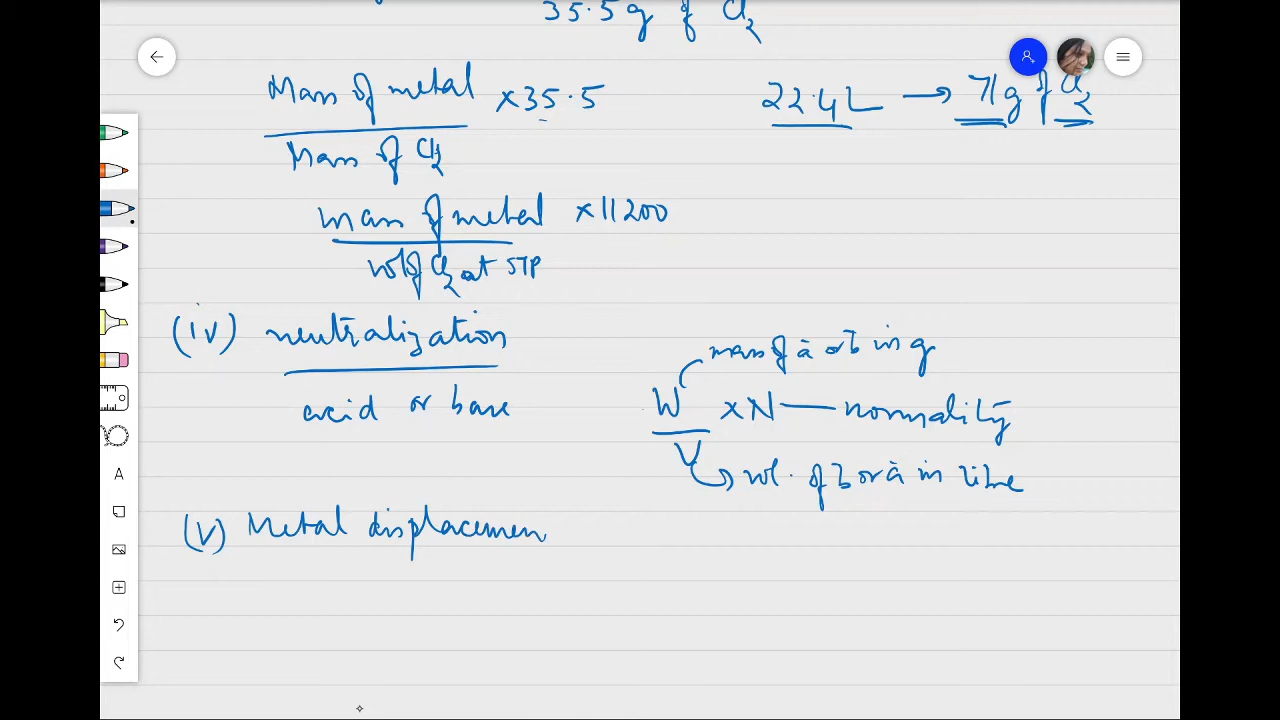 35.5 g of Cl2
Mass of metal × 35.5
Mass of Cl2
22.4L → 71g of Cl2
mass of metal × 11200
vol of Cl2 at STP
(iv) neutralization
acid or base
mass of a or b in g
W × N — normality
V
vol. of b or a in litre
(v) Metal displacemen
A